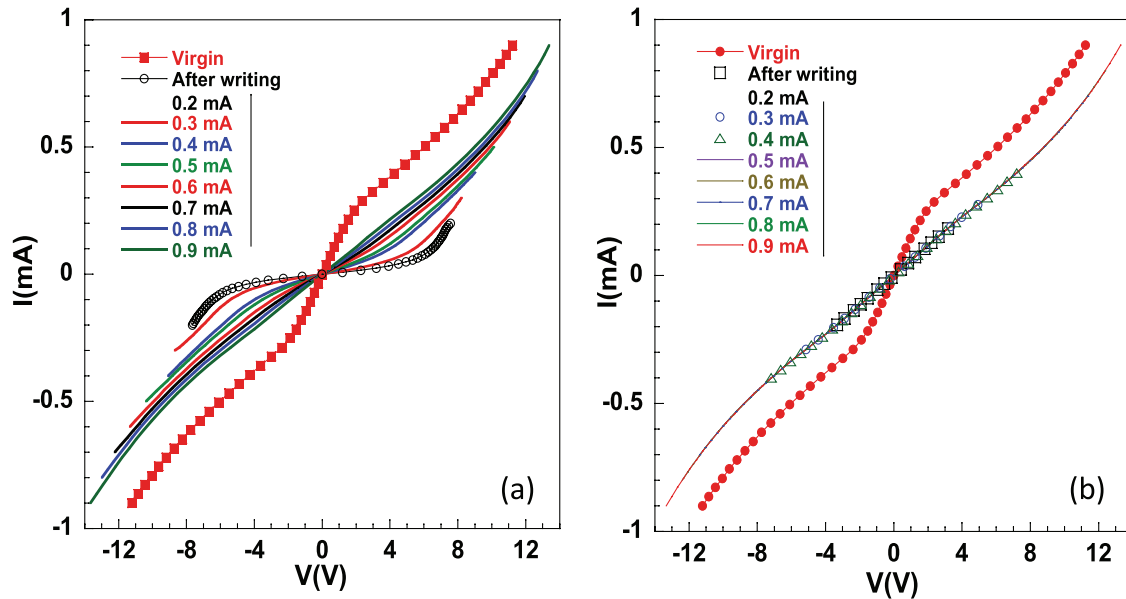 1
0.5
0
-0.5
-1
I(mA)
Virgin
After writing
0.2 mA
0.3 mA
0.4 mA
0.5 mA
0.6 mA
0.7 mA
0.8 mA
0.9 mA
(a)
-12 -8 -4 0 4 8 12
V(V)
1
0.5
0
-0.5
-1
I(mA)
Virgin
After writing
0.2 mA
0.3 mA
0.4 mA
0.5 mA
0.6 mA
0.7 mA
0.8 mA
0.9 mA
(b)
-12 -8 -4 0 4 8 12
V(V)